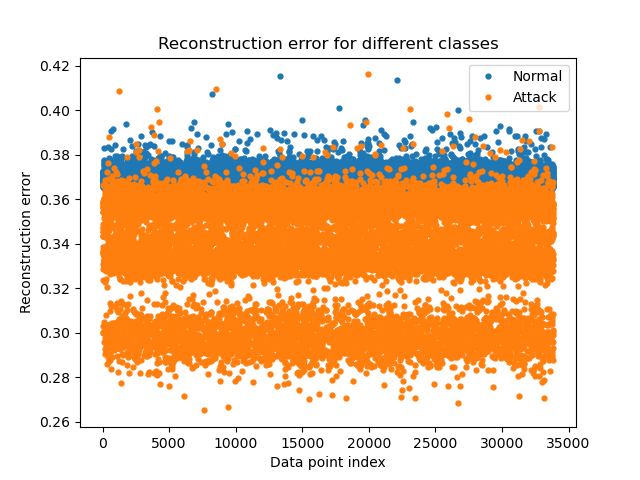 Reconstruction error for different classes
Normal
Attack
0.42
0.40
0.38
0.36
0.34
0.32
0.30
0.28
0.26
Reconstruction error
0 5000 10000 15000 20000 25000 30000 35000
Data point index